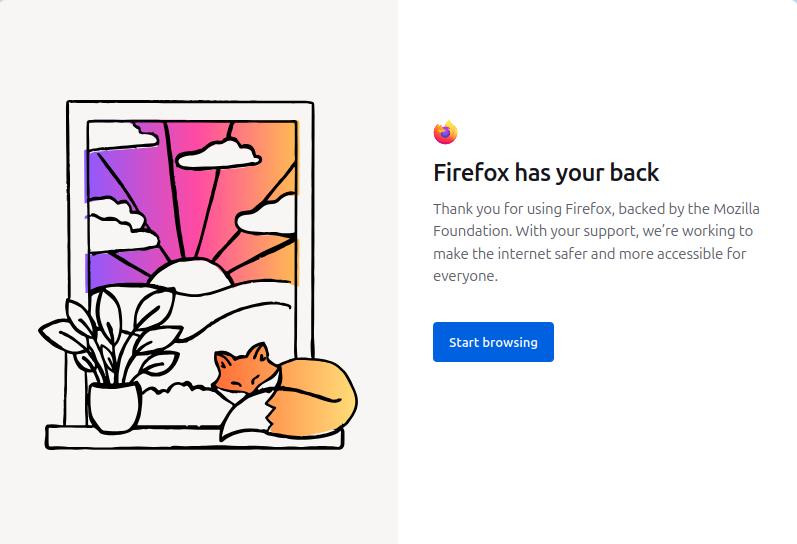 Firefox has your back
Thank you for using Firefox, backed by the Mozilla
Foundation. With your support, we’re working to
make the internet safer and more accessible for
everyone.
Start browsing